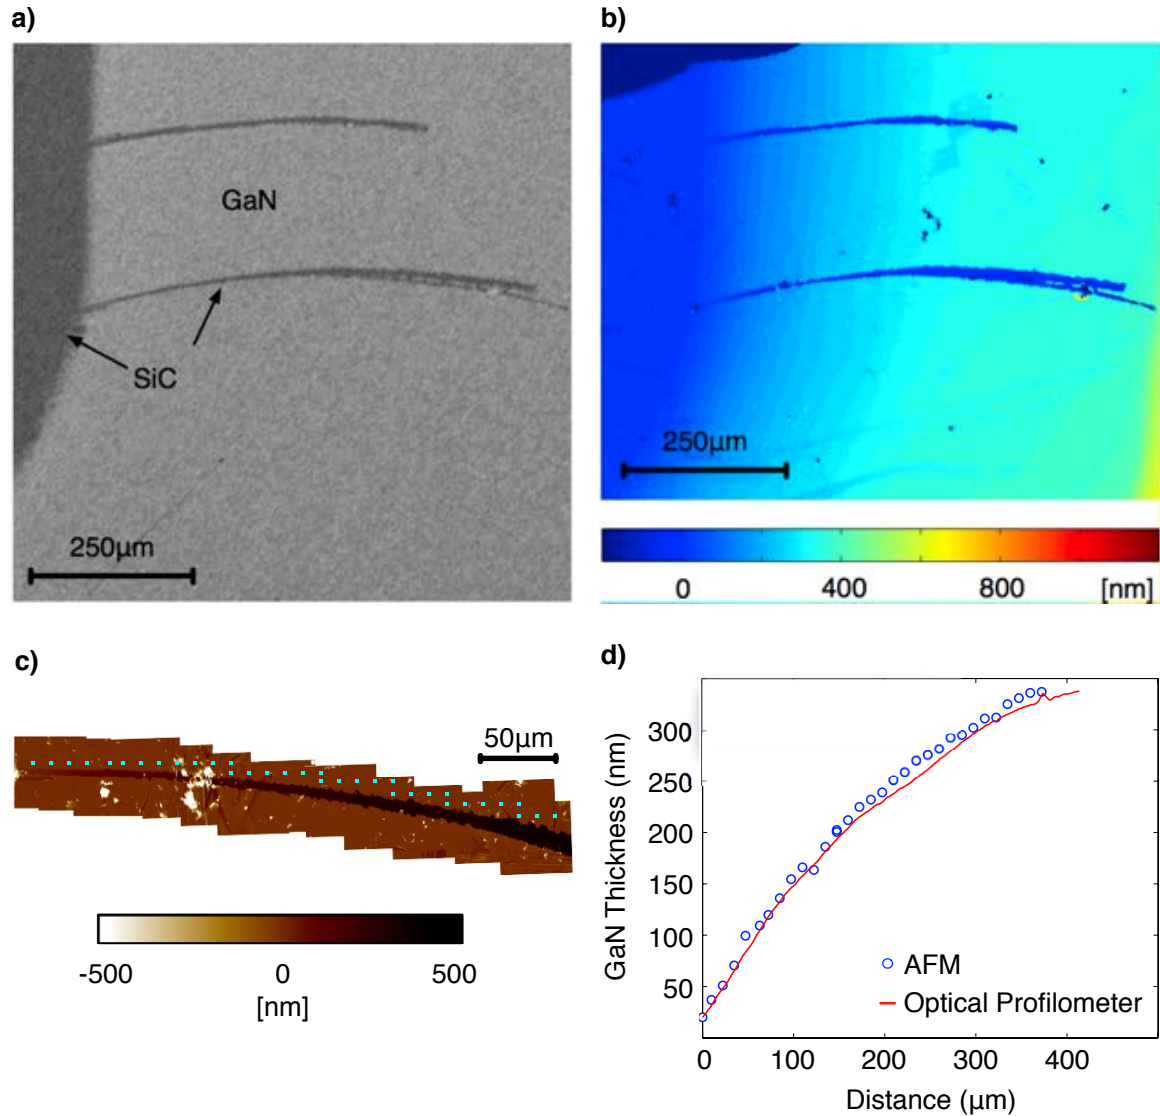 a)
GaN
SiC
250μm
b)
250μm
0 400 800 [nm]
c)
50μm
-500 0 500
[nm]
d)
GaN Thickness (nm)
300
250
200
150
100
50
AFM
Optical Profilometer
0 100 200 300 400
Distance (μm)